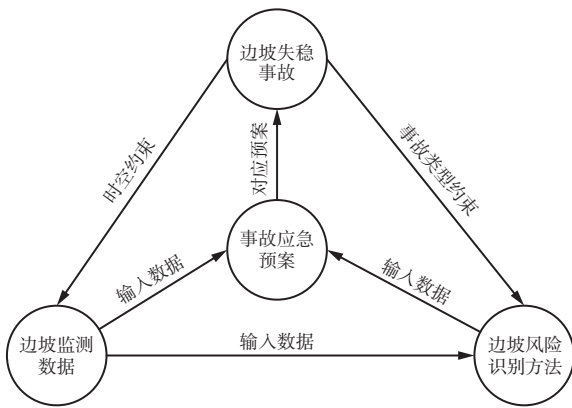 边坡失稳
事故
时空约束
对应预案
事故类型约束
事故应急
预案
输入数据
输入数据
边坡监测
数据
输入数据
边坡风险
识别方法